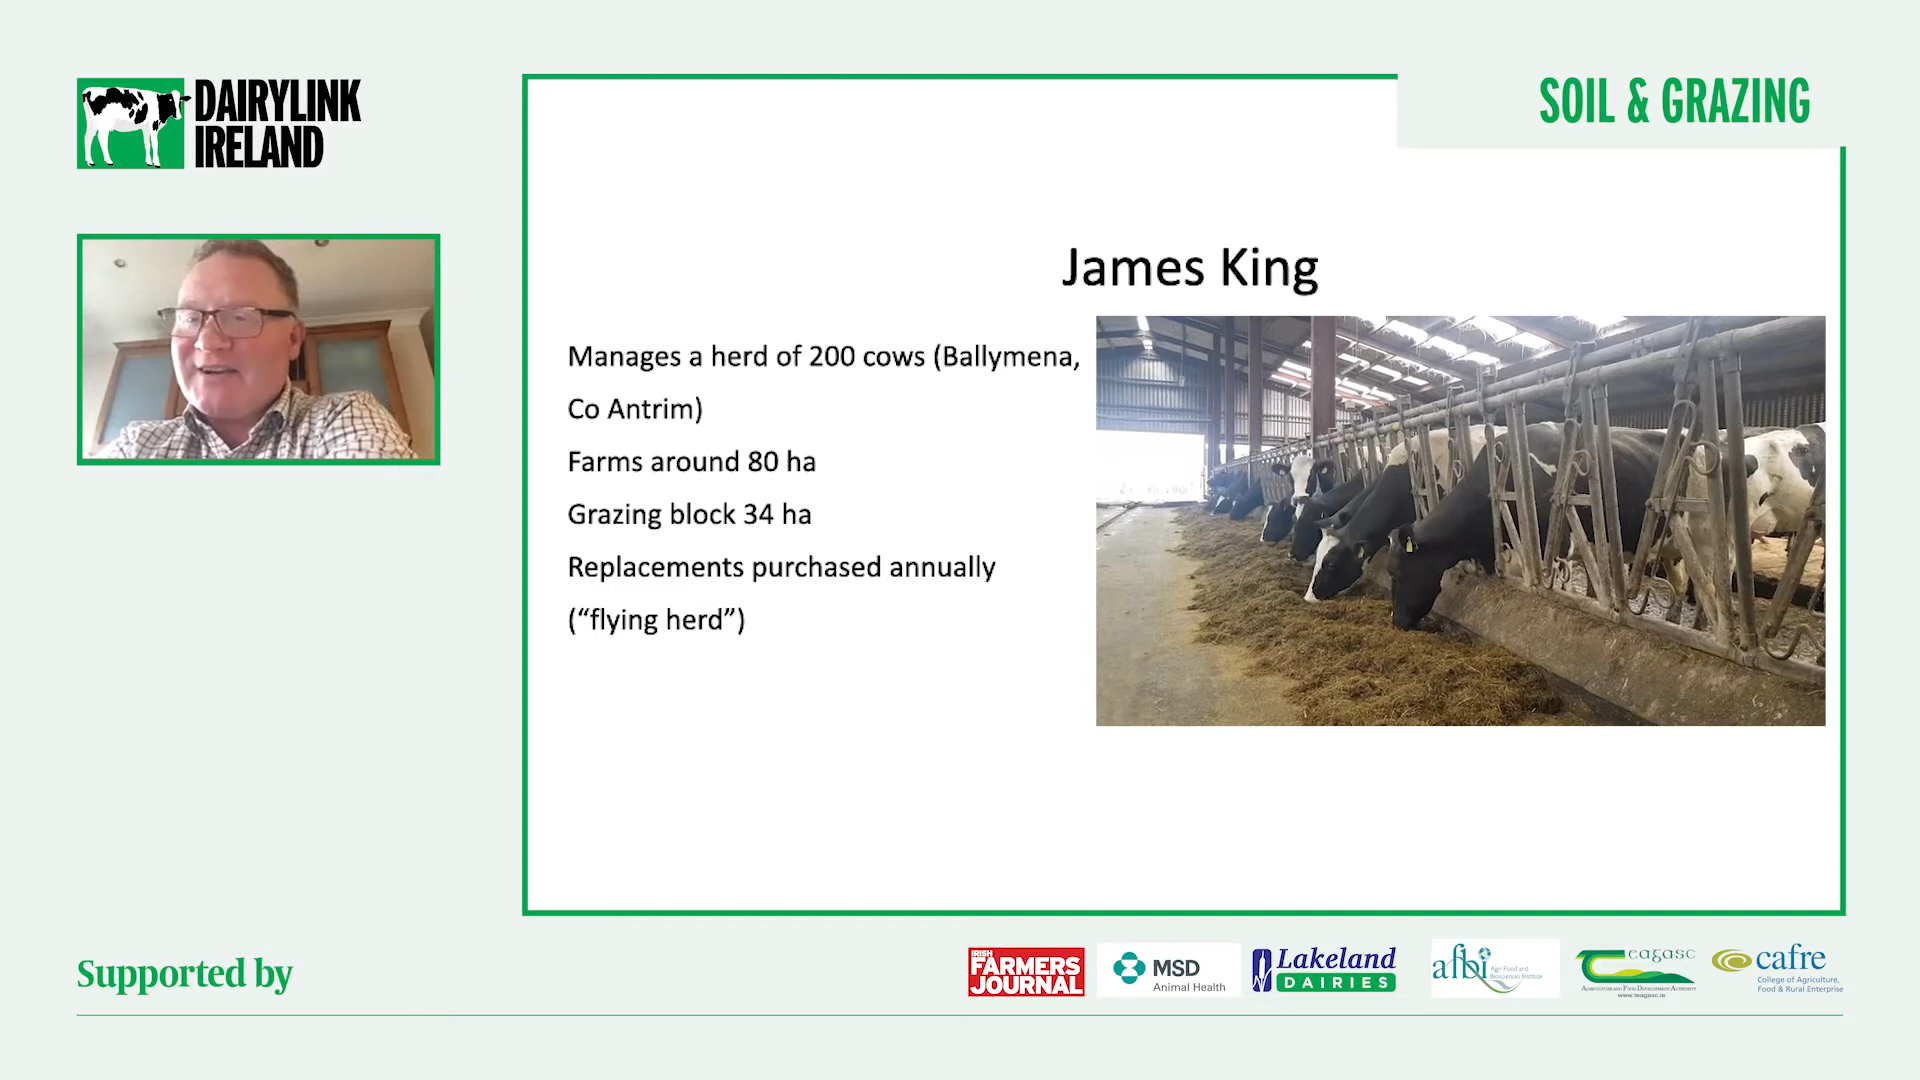 DAIRYLINK
IRELAND
SOIL & GRAZING
James King
Manages a herd of 200 cows (Ballymena,
Co Antrim)
Farms around 80 ha
Grazing block 34 ha
Replacements purchased annually
(“flying herd”)
Supported by
IRISH
FARMERS
JOURNAL
MSD
Animal Health
Lakeland
DAIRIES
afbi
Agri Food and
Biosciences Institute
Teagasc
AGRICULTURE AND FOOD DEVELOPMENT AUTHORITY
www.teagasc.ie
cafre
College of Agriculture,
Food & Rural Enterprise